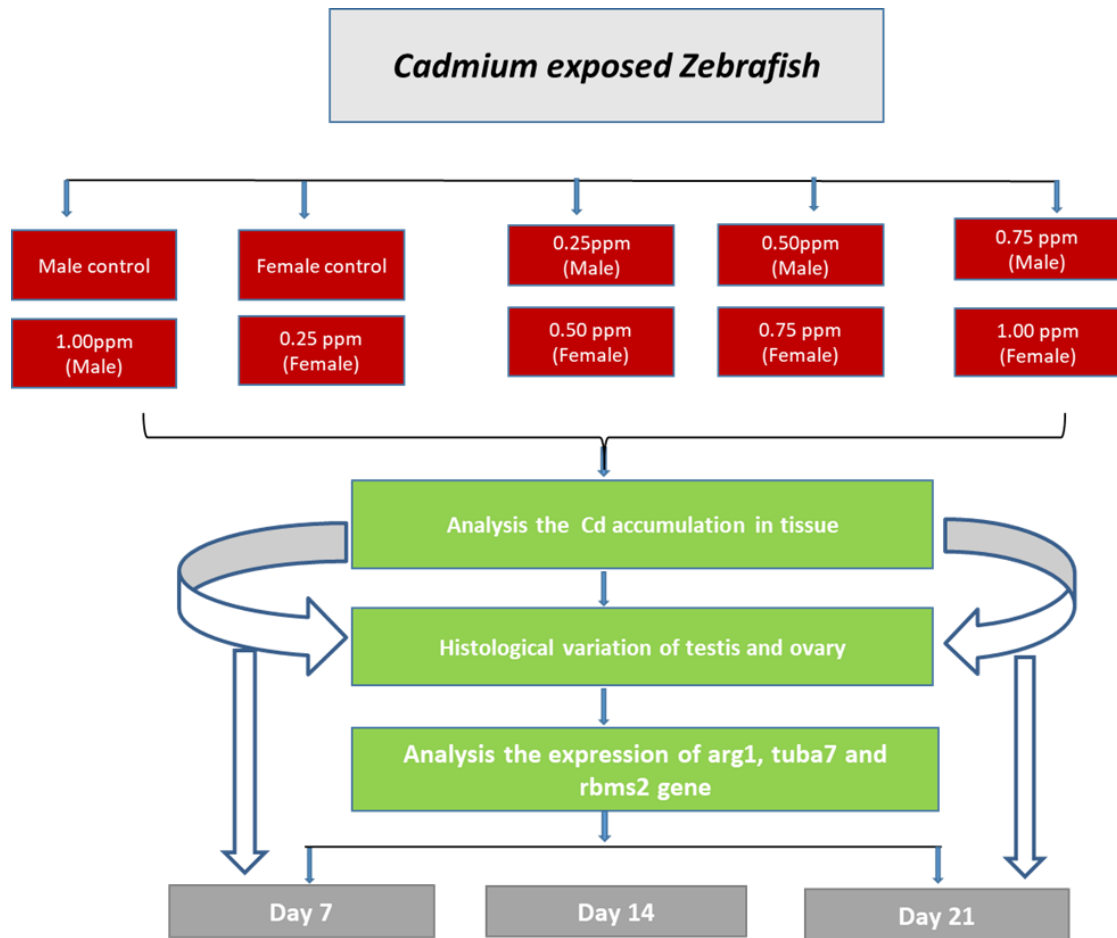 Cadmium exposed Zebrafish
Male control
Female control
0.25ppm
(Male)
0.50ppm
(Male)
0.75 ppm
(Male)
1.00ppm
(Male)
0.25 ppm
(Female)
0.50 ppm
(Female)
0.75 ppm
(Female)
1.00 ppm
(Female)
Analysis the Cd accumulation in tissue
Histological variation of testis and ovary
Analysis the expression of arg1, tuba7 and
rbms2 gene
Day 7
Day 14
Day 21